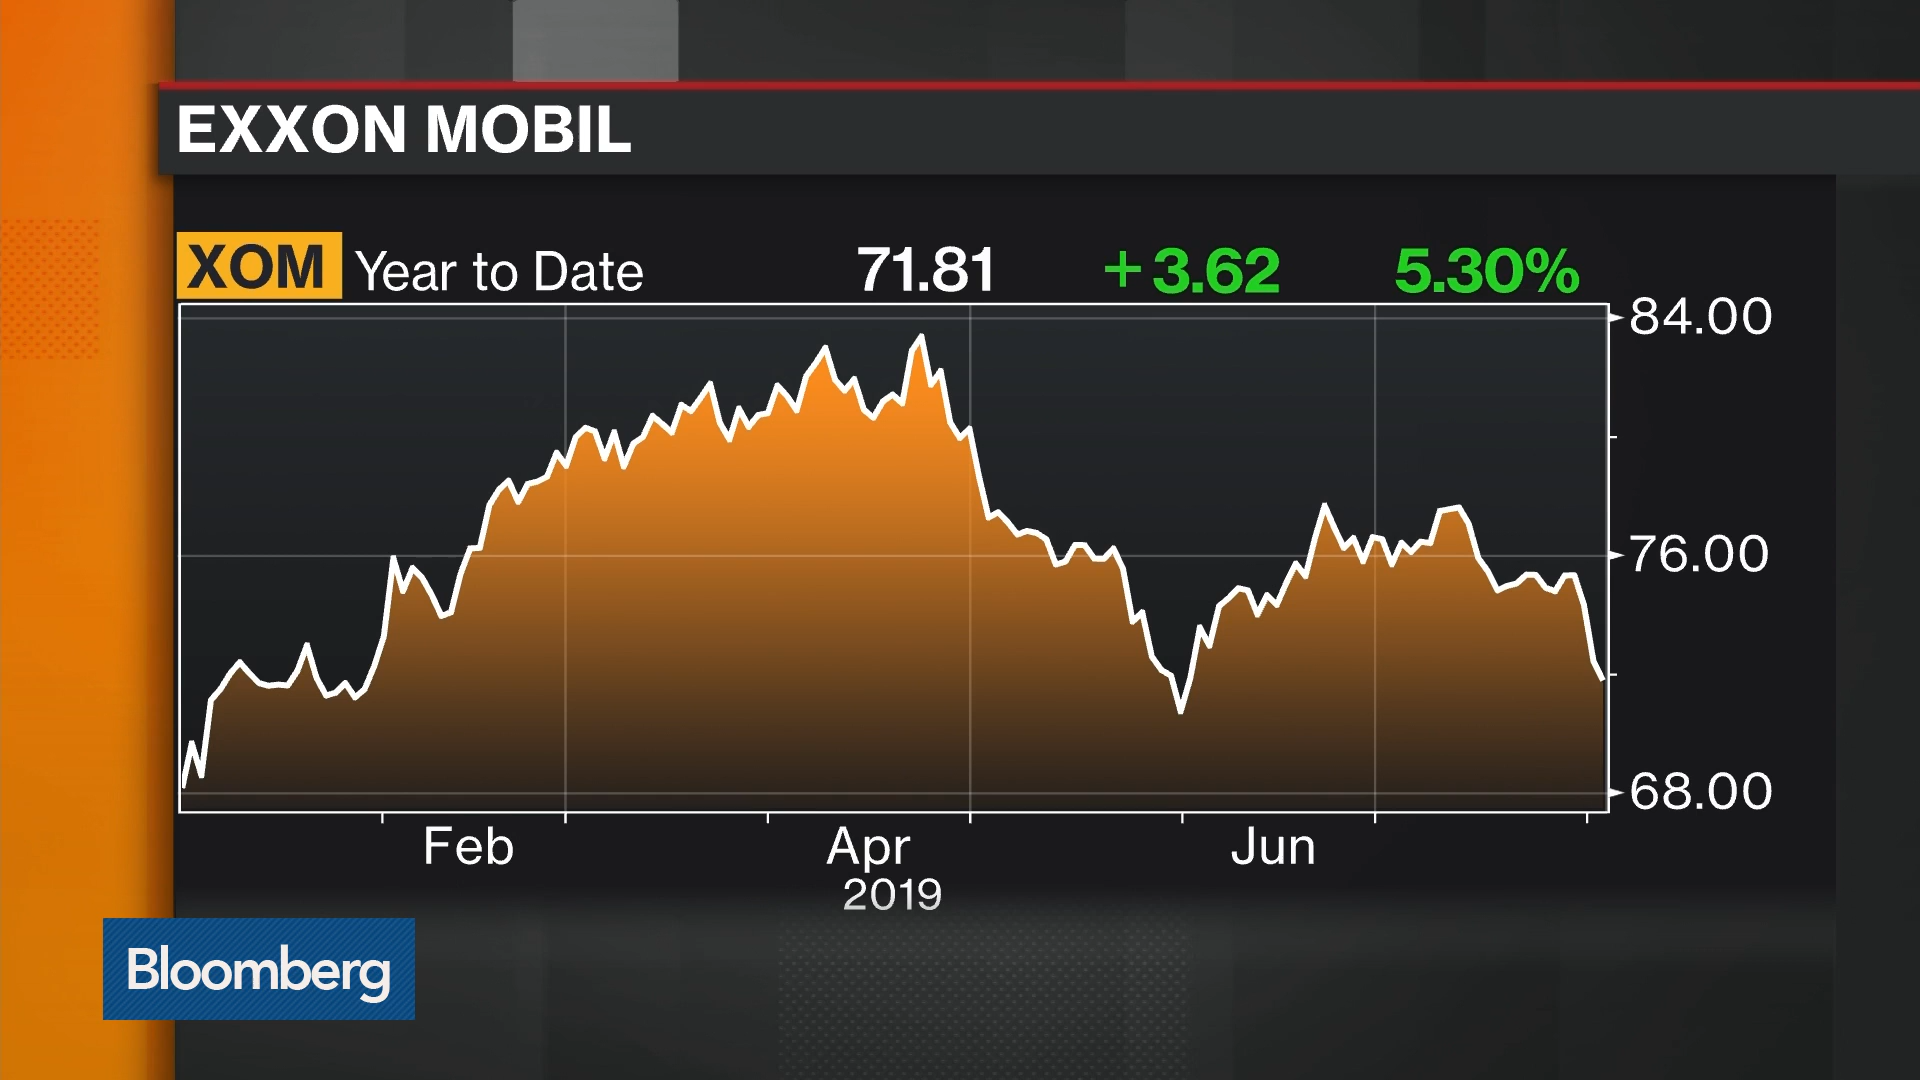 EXXON MOBIL
XOM Year to Date 71.81 +3.62 5.30%
84.00
76.00
68.00
Feb Apr Jun
2019
Bloomberg